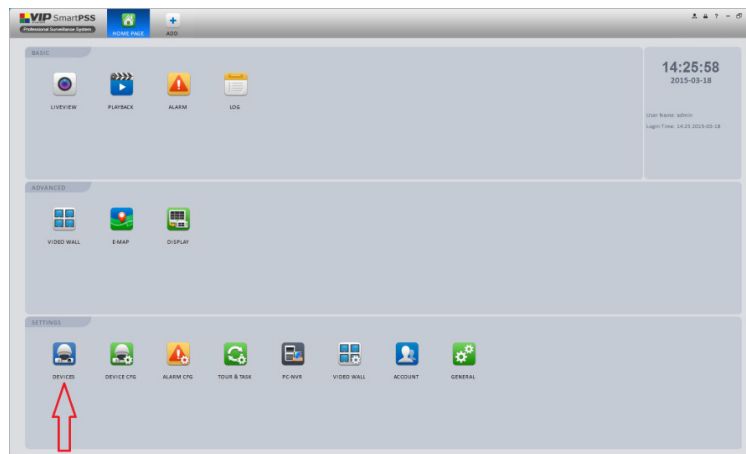 VIP SmartPSS
Professional Surveillance System
HOME PAGE
ADD
?
BASIC
LIVEVIEW
PLAYBACK
ALARM
LOG
14:25:58
2015-03-18
User Name: admin
Login Time: 14:25 2015-03-18
ADVANCED
VIDEO WALL
E-MAP
DISPLAY
SETTINGS
DEVICES
DEVICE CFG
ALARM CFG
TOUR & TASK
PC-NVR
VIDEO WALL
ACCOUNT
GENERAL